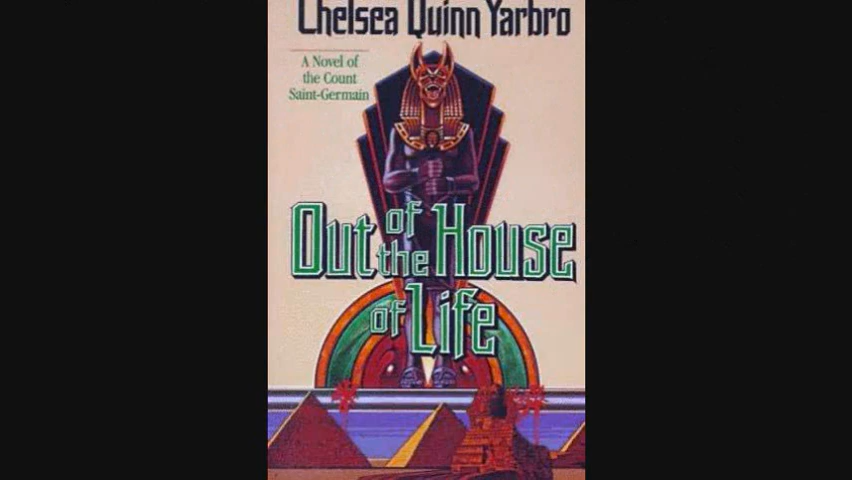 Chelsea Quinn Yarbro
A Novel of
the Count
Saint-Germain
Out of the House
of Life